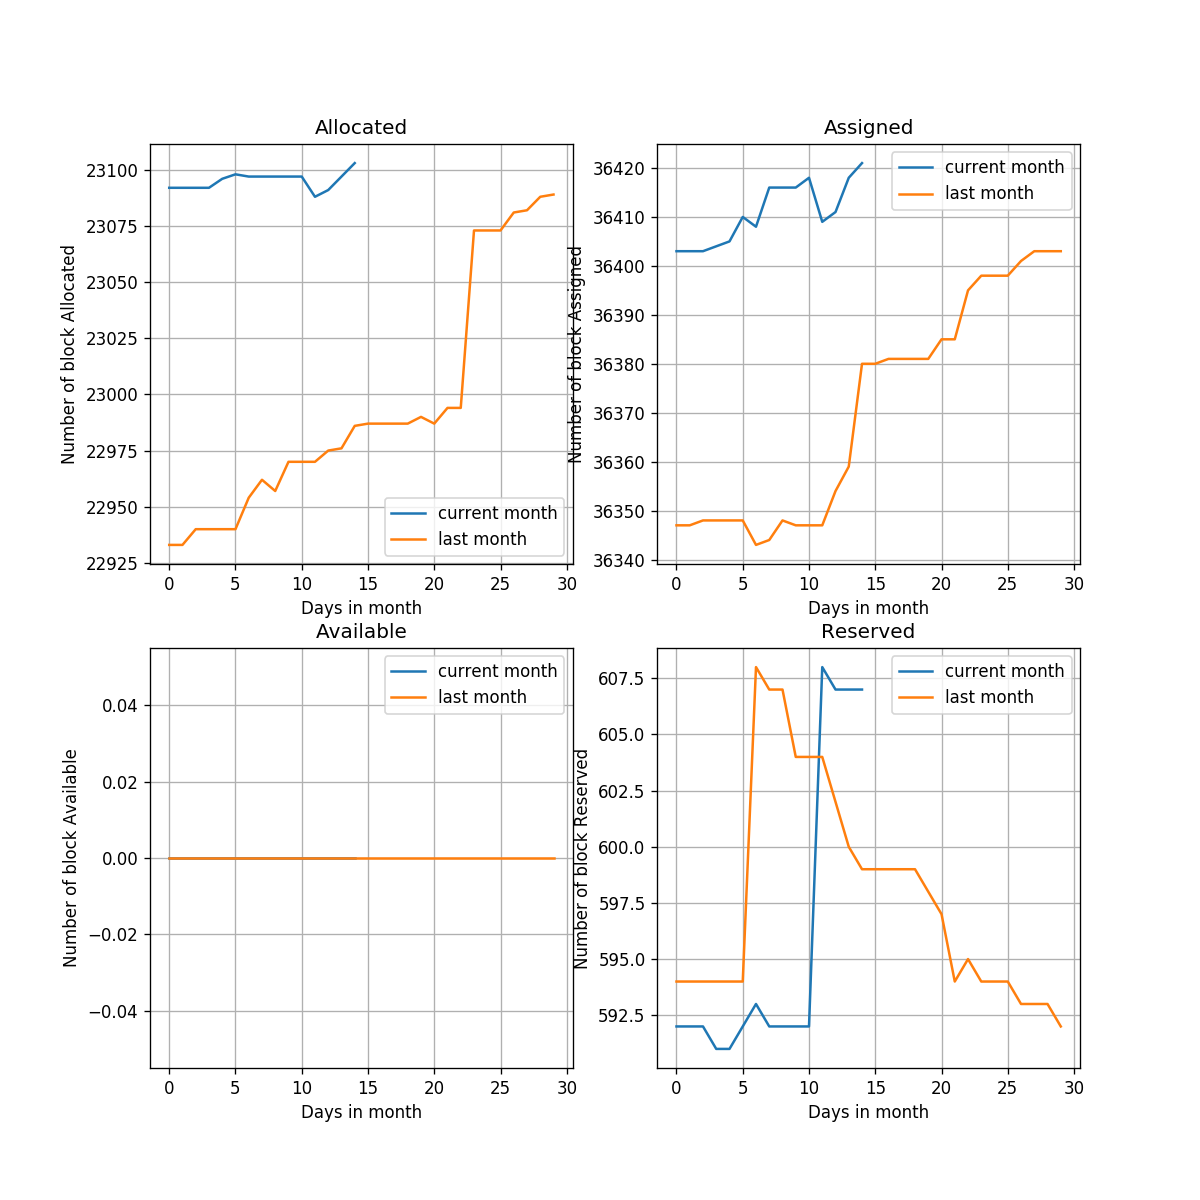 Allocated
23100
23075
23050
23025
23000
22975
22950
22925
Number of block Allocated
current month
last month
0 5 10 15 20 25 30
Days in month
Assigned
36420
36410
36400
36390
36380
36370
36360
36350
36340
Number of block Assigned
current month
last month
0 5 10 15 20 25 30
Days in month
Available
0.04
0.02
0.00
−0.02
−0.04
Number of block Available
current month
last month
0 5 10 15 20 25 30
Days in month
Reserved
607.5
605.0
602.5
600.0
597.5
595.0
592.5
Number of block Reserved
current month
last month
0 5 10 15 20 25 30
Days in month